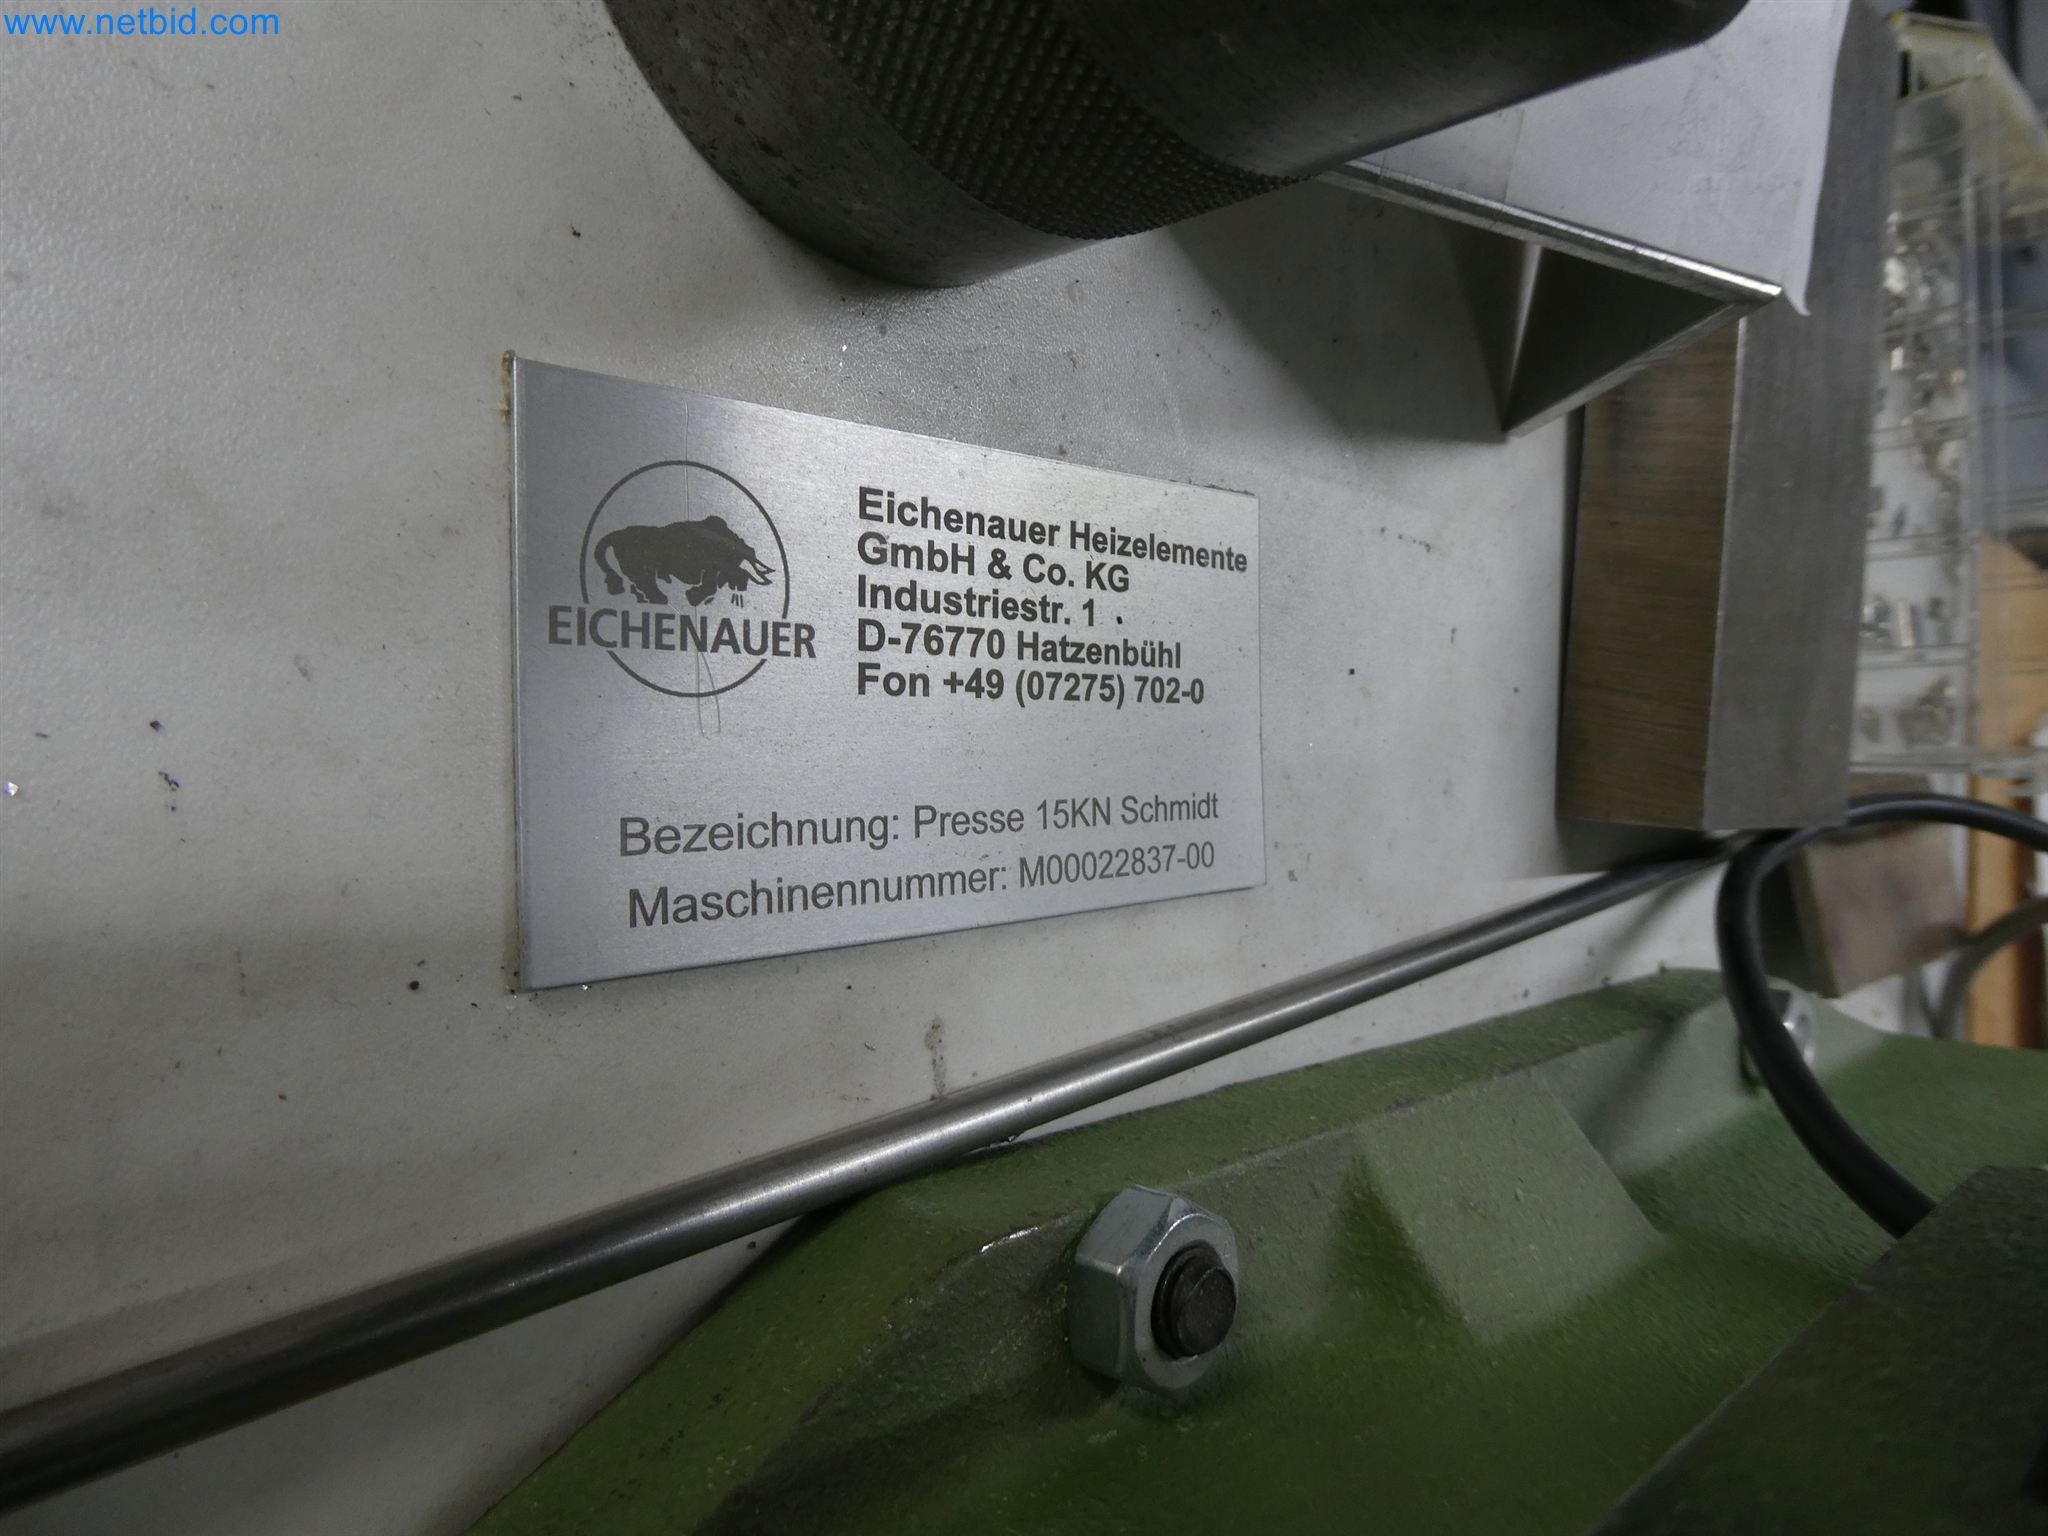 www.netbid.com
EICHENAUER
Eichenauer Heizelemente
GmbH & Co. KG
Industriestr. 1
D-76770 Hatzenbühl
Fon +49 (07275) 702-0
Bezeichnung: Presse 15KN Schmidt
Maschinennummer: M00022837-00